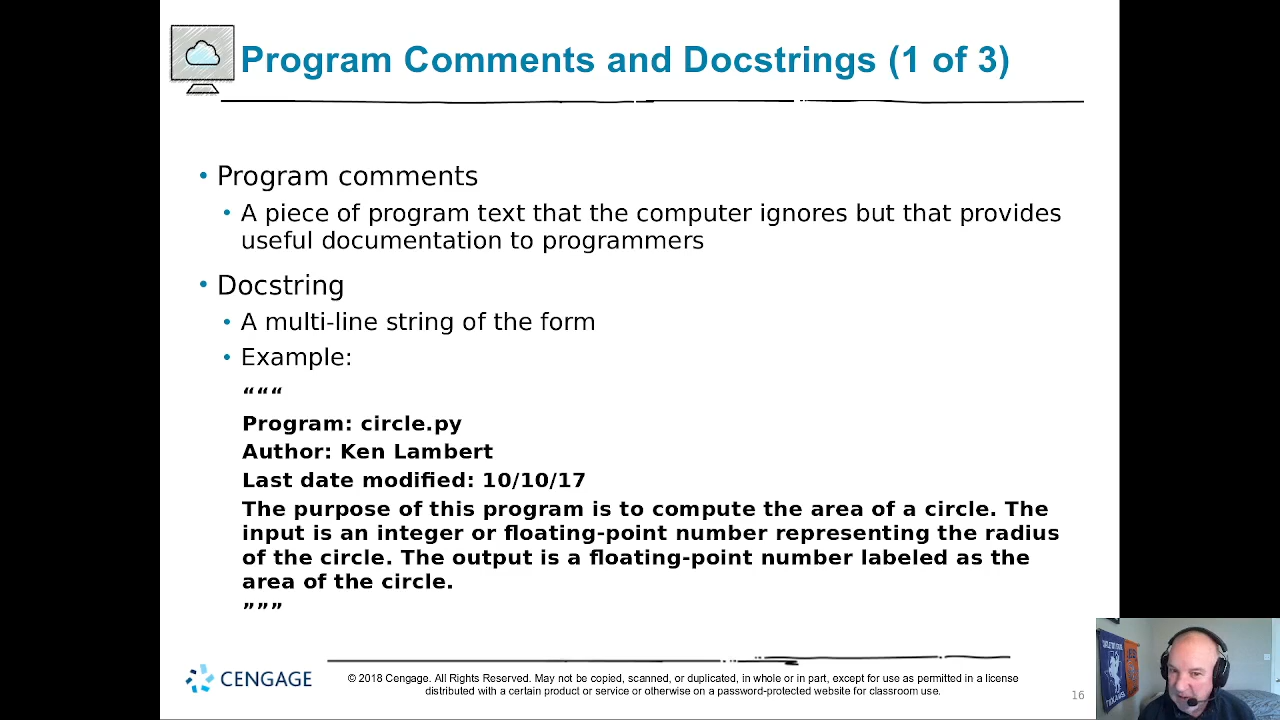 Program Comments and Docstrings (1 of 3)
• Program comments
• A piece of program text that the computer ignores but that provides
useful documentation to programmers
• Docstring
• A multi-line string of the form
• Example:
“““
Program: circle.py
Author: Ken Lambert
Last date modified: 10/10/17
The purpose of this program is to compute the area of a circle. The
input is an integer or floating-point number representing the radius
of the circle. The output is a floating-point number labeled as the
area of the circle.
”””
CENGAGE
© 2018 Cengage. All Rights Reserved. May not be copied, scanned, or duplicated, in whole or in part, except for use as permitted in a license
distributed with a certain product or service or otherwise on a password-protected website for classroom use.
16